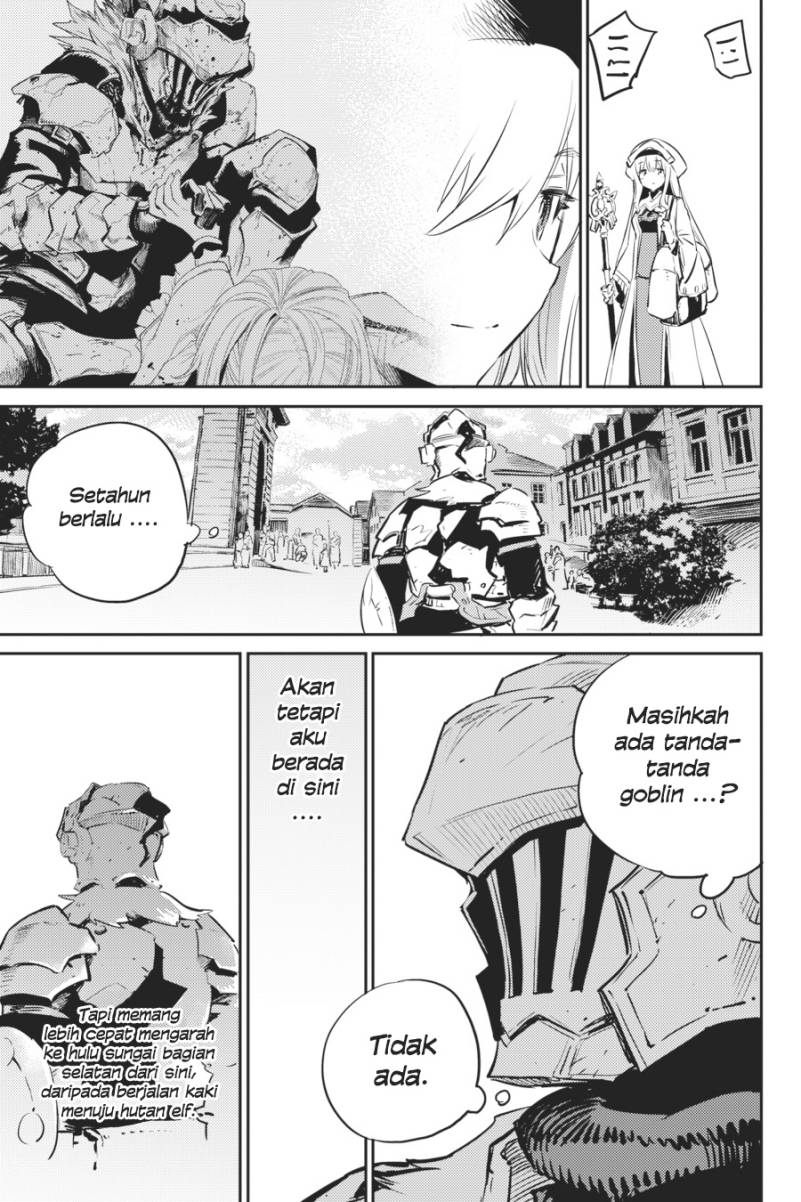 Setahun
berlalu ....
Masihkah
ada tanda-
tanda
goblin ...?
Tidak
ada.
Akan
tetapi
aku
berada
di sini
....
Tapi memang
lebih cepat mengarah
ke hulu sungai bagian
selatan dari sini,
daripada berjalan kaki
menuju hutan elf.